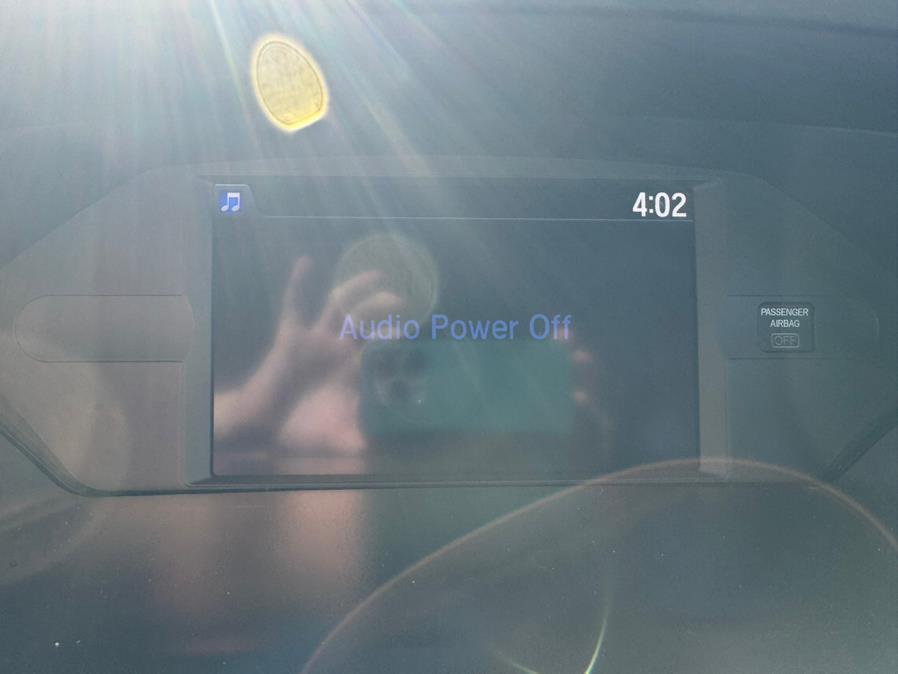 4:02
Audio Power Off
PASSENGER
AIRBAG
OFF